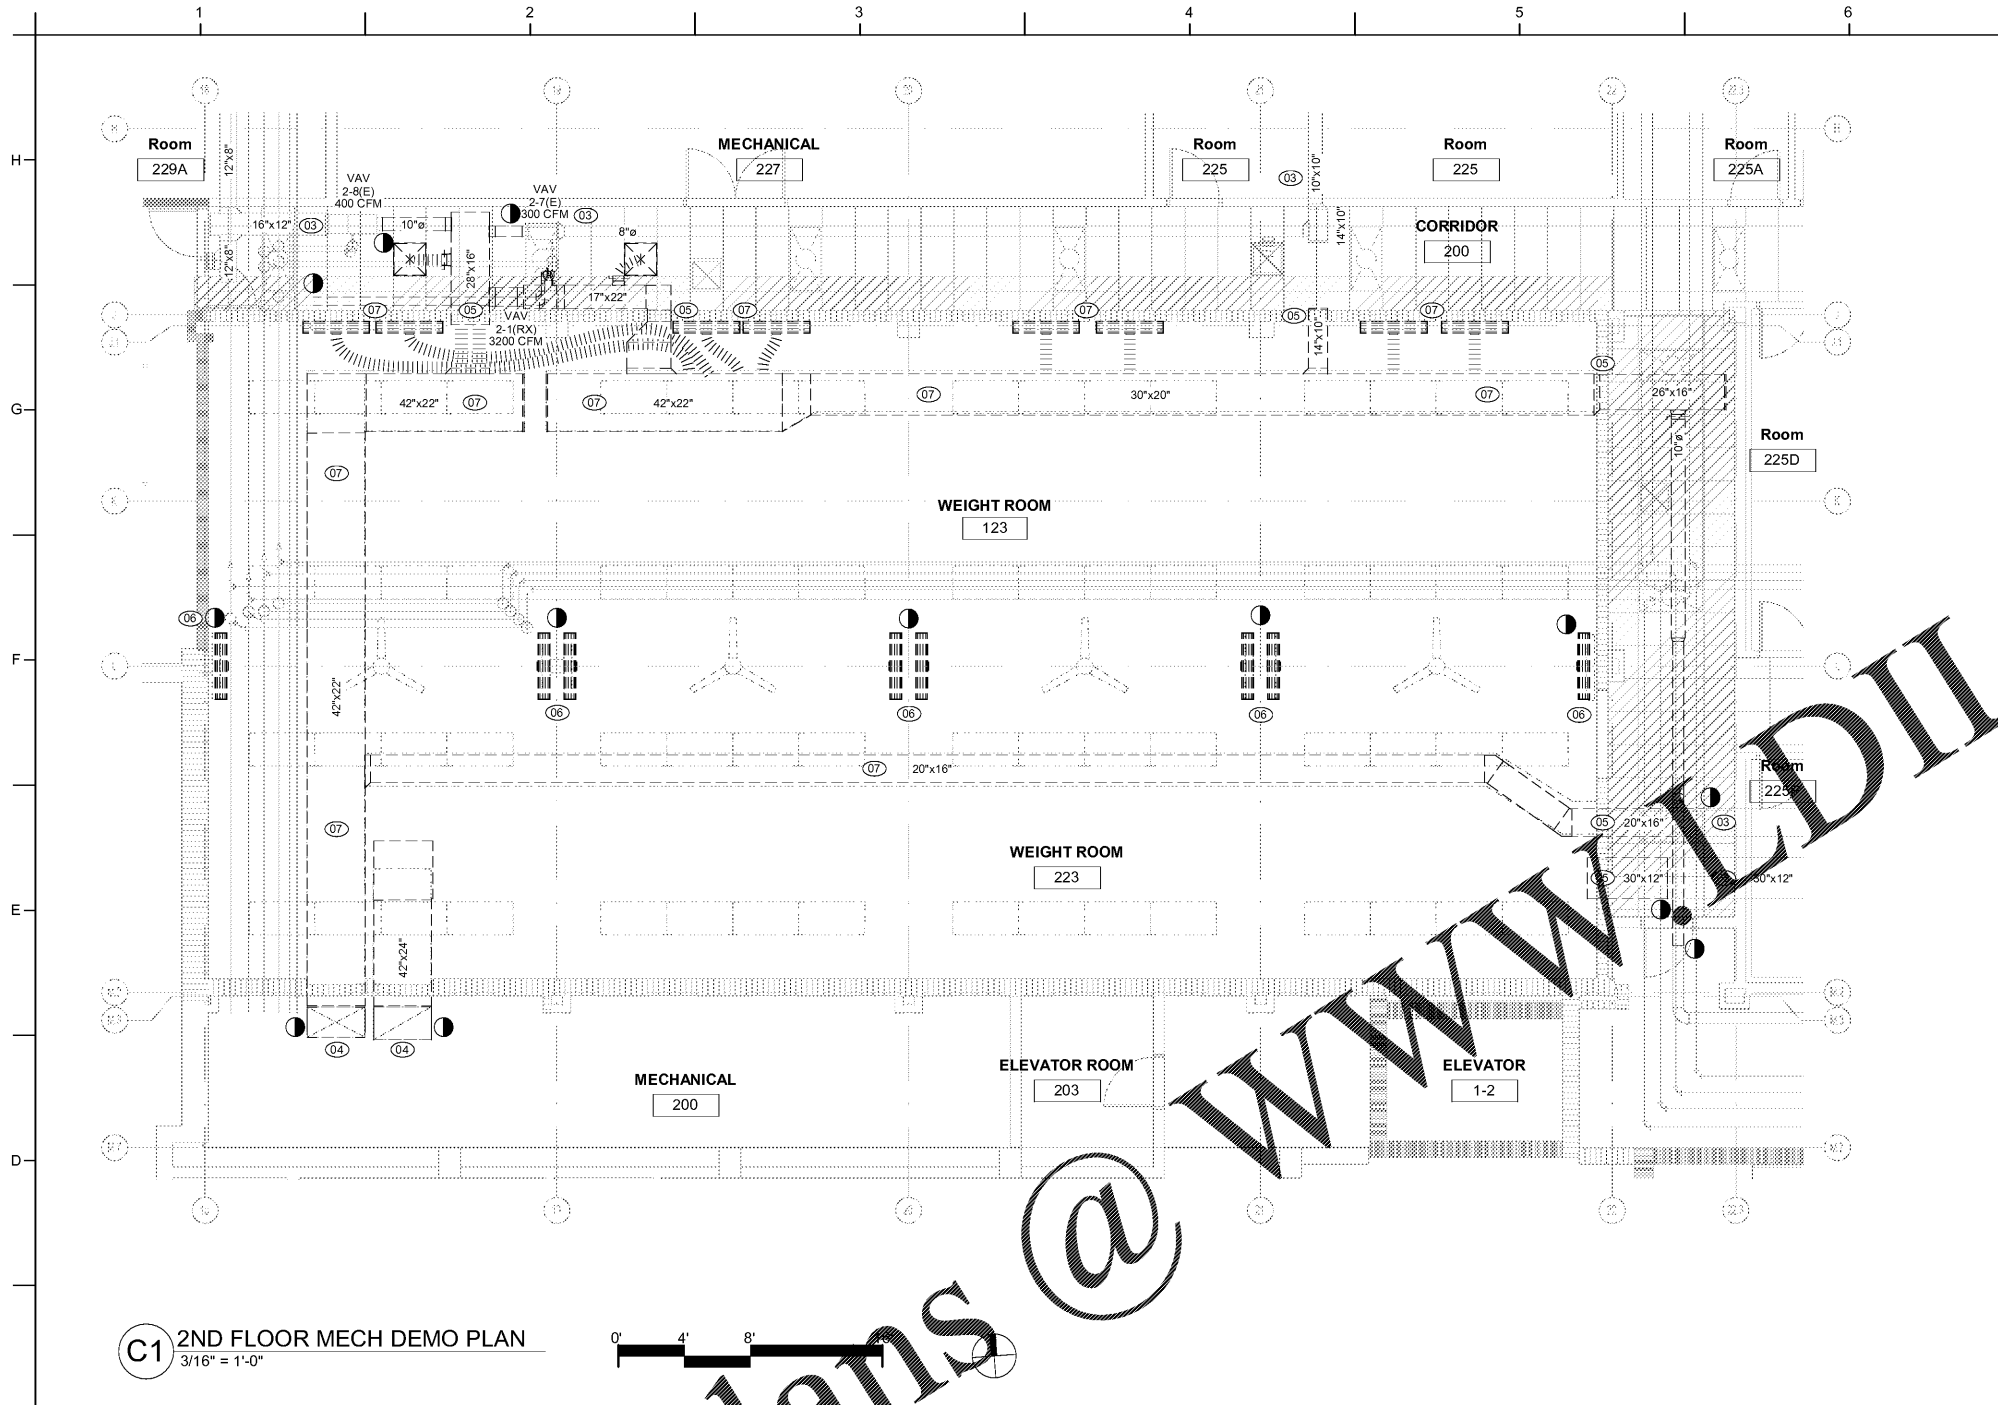 1 2 3 4 5 6
H
G
F
E
D
Room
229A
12"x8"
VAV
2-8(E)
400 CFM
VAV
2-7(E)
300 CFM
MECHANICAL
227
Room
225
03
10"x10"
Room
225
Room
225A
16"x12"
03
10"ø
03
8"ø
14"x10"
CORRIDOR
200
12"x8"
28"x16"
17"x22"
07
05
VAV
2-1(RX)
3200 CFM
05
07
07
05
07
14"x10"
05
42"x22"
07
07
42"x22"
07
30"x20"
07
26"x16"
10"ø
Room
225D
07
WEIGHT ROOM
123
06
42"x22"
06
06
06
06
07
20"x16"
Room
07
05
20"x16"
03
WEIGHT ROOM
223
30"x12"
30"x12"
42"x24"
04
04
MECHANICAL
200
ELEVATOR ROOM
203
ELEVATOR
1-2
C1
2ND FLOOR MECH DEMO PLAN
3/16" = 1'-0"
0' 4' 8'
lans @ WWW LDII